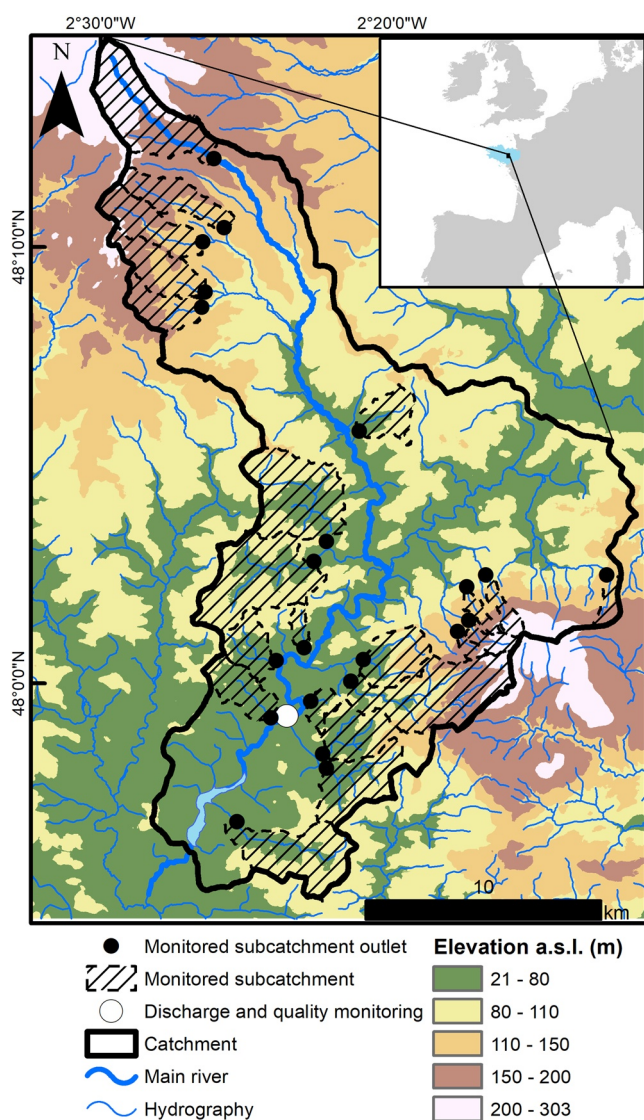 2°30'0"W 2°20'0"W
N
48°10'0"N
48°0'0"N
10
km
Monitored subcatchment outlet
Monitored subcatchment
Discharge and quality monitoring
Catchment
Main river
Hydrography
Elevation a.s.l. (m)
21 - 80
80 - 110
110 - 150
150 - 200
200 - 303